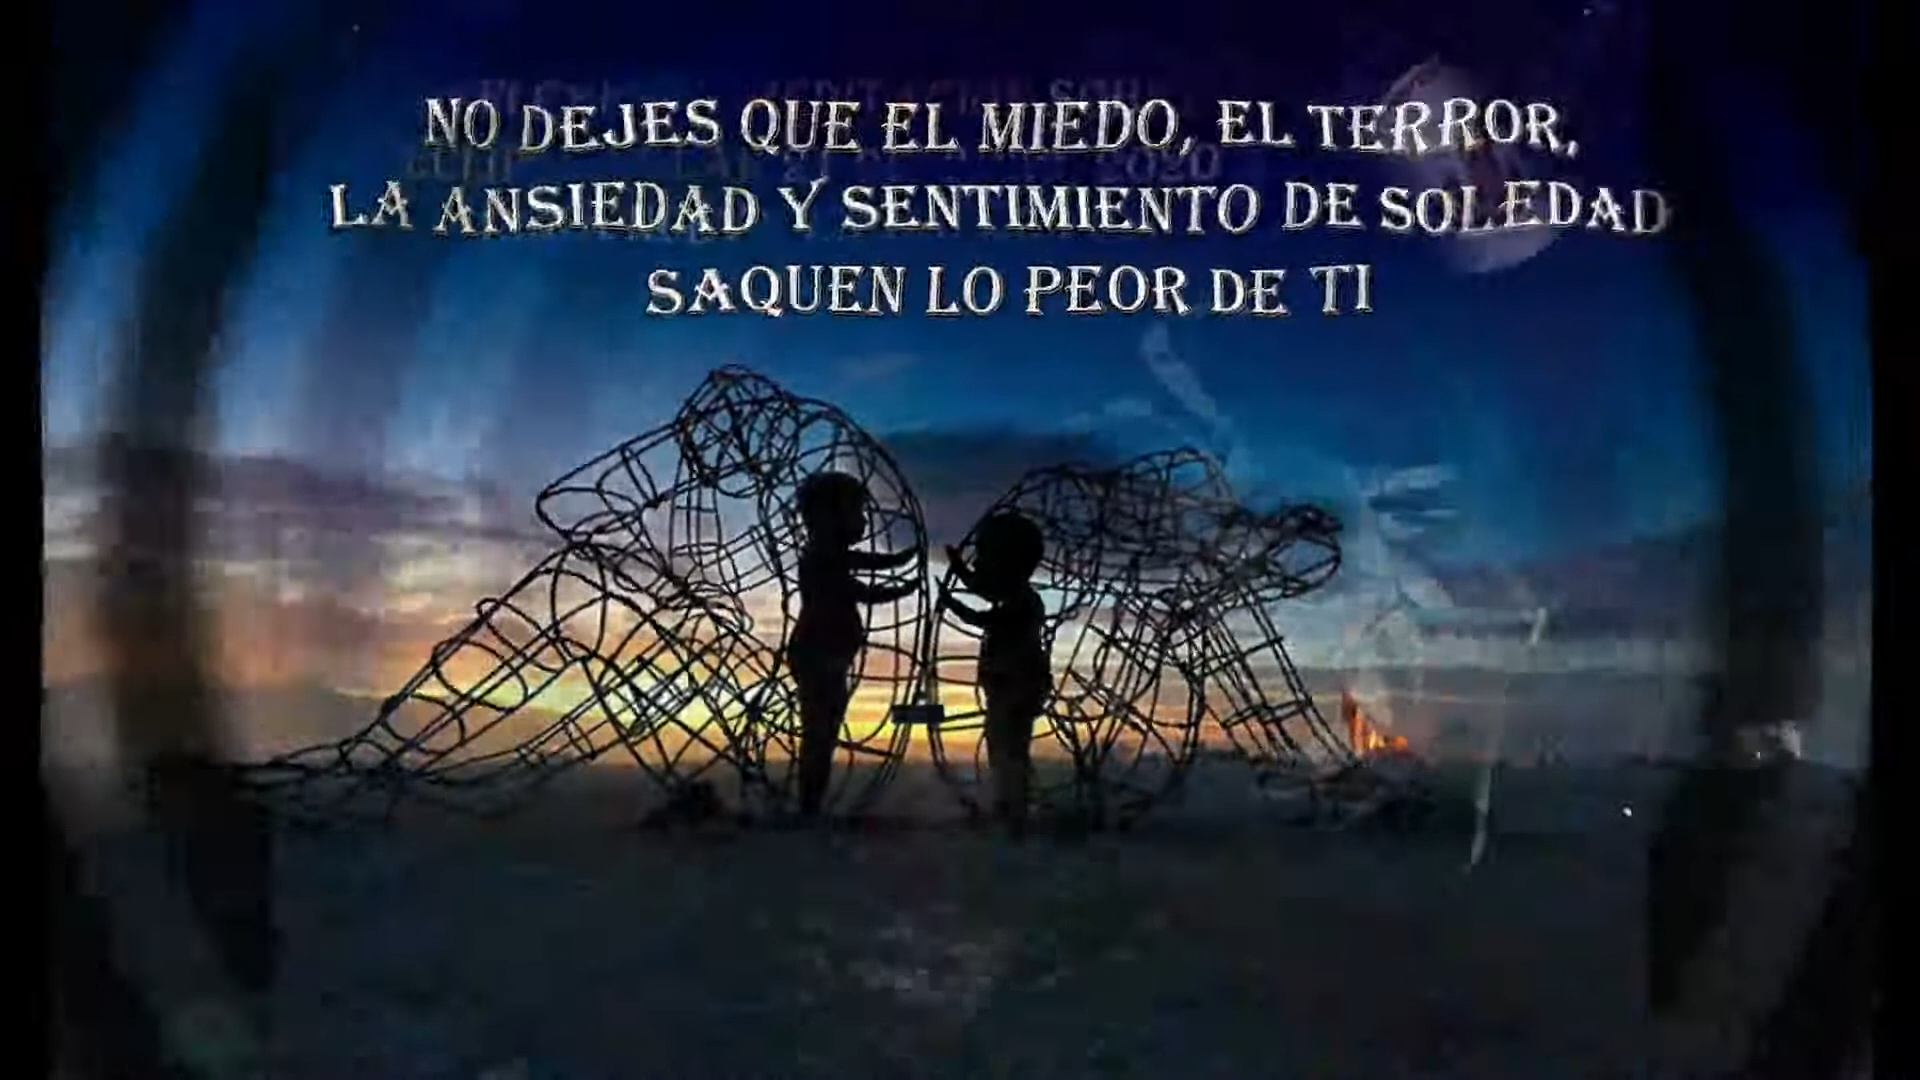 NO DEJES QUE EL MIEDO, EL TERROR,
LA ANSIEDAD Y SENTIMIENTO DE SOLEDAD
SAQUEN LO PEOR DE TI